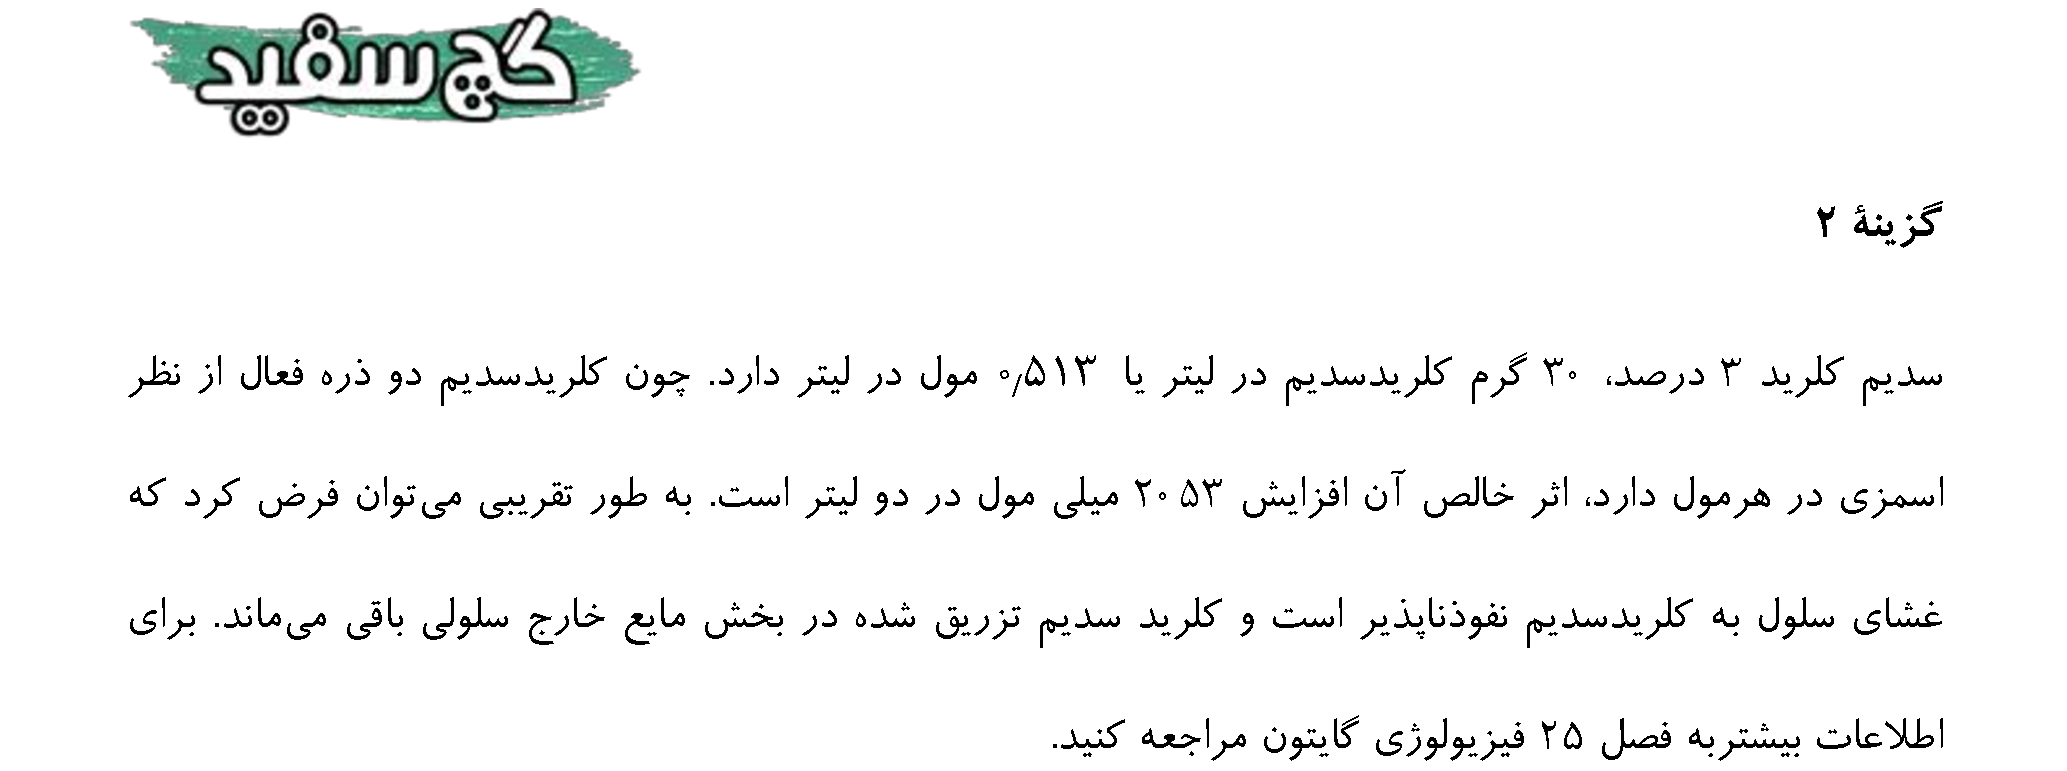 گچ سفید
گزینهٔ ۲
سدیم کلرید ۳ درصد، ۳۰ گرم کلریدسدیم در لیتر یا ۰٫۵۱۳ مول در لیتر دارد. چون کلریدسدیم دو ذره فعال از نظر
اسمزی در هرمول دارد، اثر خالص آن افزایش ۲۰۵۳ میلی مول در دو لیتر است. به طور تقریبی می‌توان فرض کرد که
غشای سلول به کلریدسدیم نفوذناپذیر است و کلرید سدیم تزریق شده در بخش مایع خارج سلولی باقی می‌ماند. برای
اطلاعات بیشتربه فصل ۲۵ فیزیولوژی گایتون مراجعه کنید.